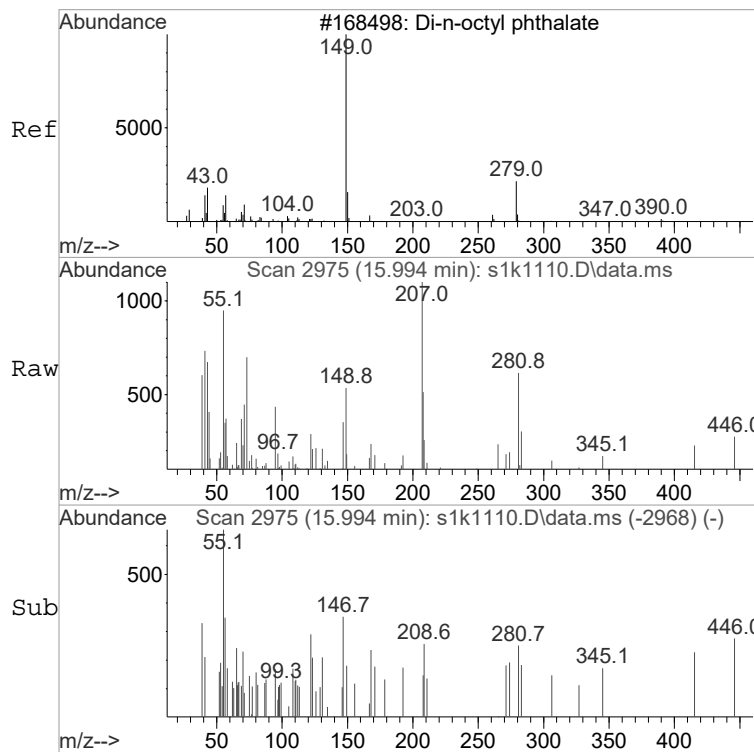 Abundance
#168498: Di-n-octyl phthalate
149.0
Ref
5000
43.0
104.0
203.0
279.0
347.0
390.0
m/z-->
50 100 150 200 250 300 350 400
Abundance
Scan 2975 (15.994 min): s1k1110.D\data.ms
1000
55.1
207.0
Raw
500
96.7
148.8
280.8
345.1
446.0
m/z-->
50 100 150 200 250 300 350 400
Abundance
Scan 2975 (15.994 min): s1k1110.D\data.ms (-2968) (-)
55.1
500
Sub
99.3
146.7
208.6
280.7
345.1
446.0
m/z-->
50 100 150 200 250 300 350 400